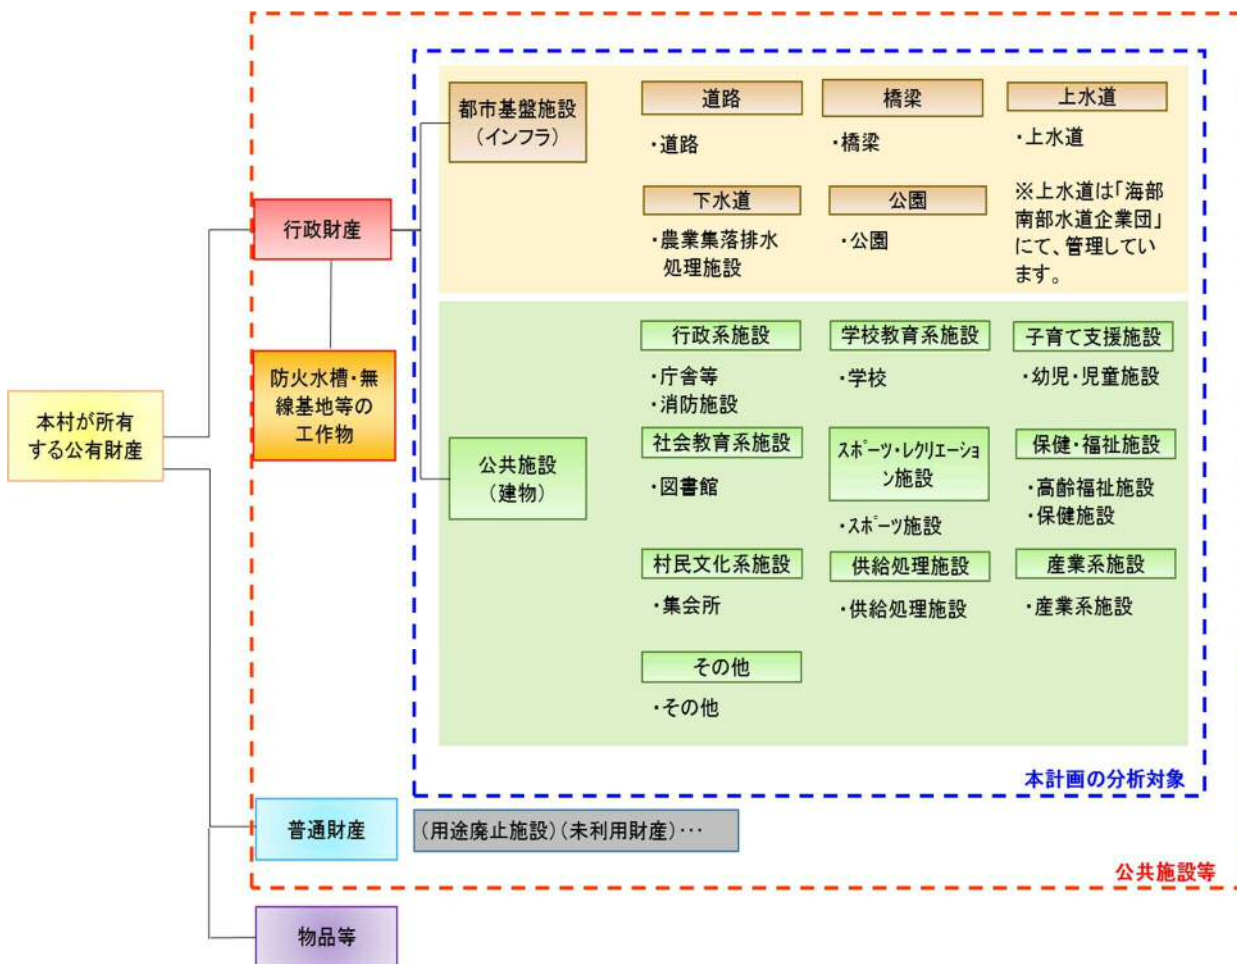 本村が所有
する公有財産
行政財産
防火水槽・無
線基地等の
工作物
普通財産
物品等
都市基盤施設
(インフラ)
道路
・道路
橋梁
・橋梁
上水道
・上水道
※上水道は「海部
南部水道企業団」
にて、管理してい
ます。
下水道
・農業集落排水
処理施設
公園
・公園
公共施設
(建物)
行政系施設
・庁舎等
・消防施設
学校教育系施設
・学校
子育て支援施設
・幼児・児童施設
社会教育系施設
・図書館
スポーツ・レクリエーショ
ン施設
・スポーツ施設
保健・福祉施設
・高齢福祉施設
・保健施設
村民文化系施設
・集会所
供給処理施設
・供給処理施設
産業系施設
・産業系施設
その他
・その他
本計画の分析対象
(用途廃止施設)(未利用財産)…
公共施設等